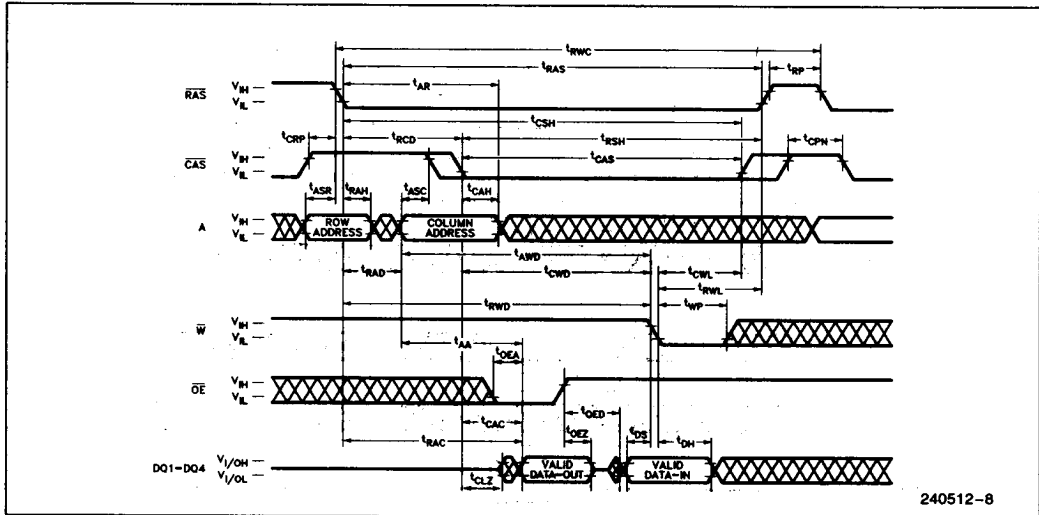 tRWC
tRAS
tRP
tAR
RAS
VIH
VIL
tCSH
tCRP
tRCD
tRSH
tCPN
CAS
VIH
VIL
tCAS
tASR
tRAH
tASC
tCAH
A
VIH
VIL
ROW
ADDRESS
COLUMN
ADDRESS
tAWD
tRAD
tCWD
tCWL
tRWL
tRWD
tWP
W
VIH
VIL
tAA
tOEA
OE
VIH
VIL
tOED
tCAC
tOEZ
tDS
tDH
tRAC
DQ1-DQ4
VI/OH
VI/OL
VALID
DATA-OUT
VALID
DATA-IN
tCLZ
240512-8